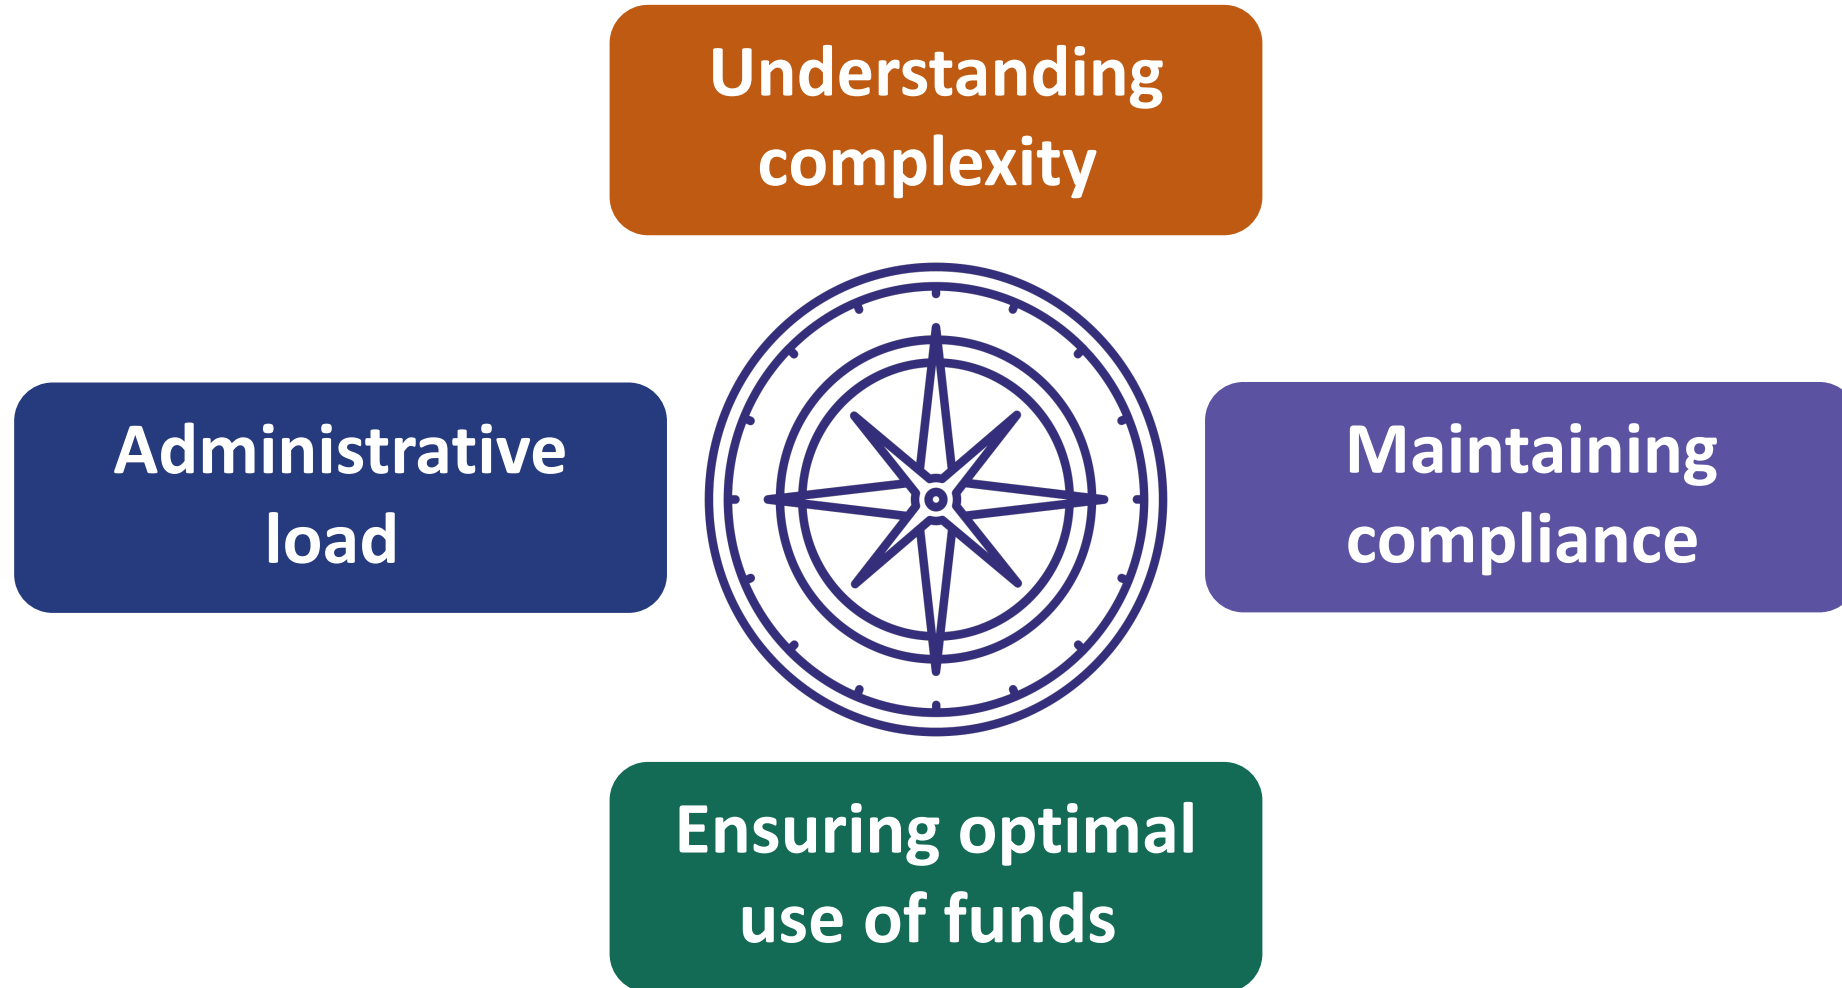 Understanding
complexity
Administrative
load
Maintaining
compliance
Ensuring optimal
use of funds